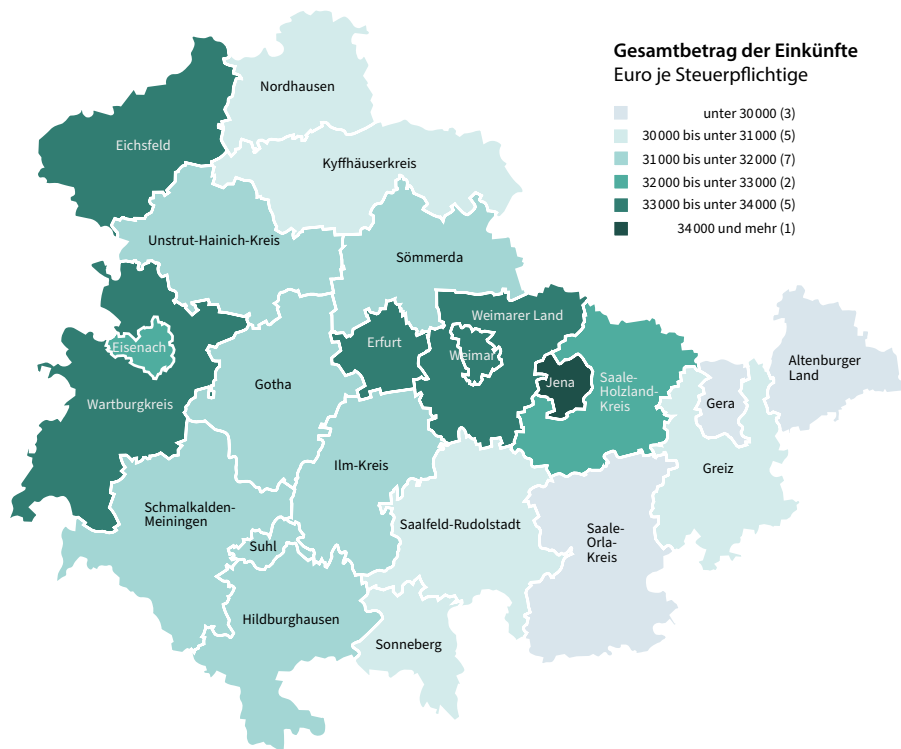 Gesamtbetrag der Einkünfte
Euro je Steuerpflichtige
unter 30 000 (3)
30 000 bis unter 31 000 (5)
31 000 bis unter 32 000 (7)
32 000 bis unter 33 000 (2)
33 000 bis unter 34 000 (5)
34 000 und mehr (1)
Nordhausen
Eichsfeld
Kyffhäuserkreis
Unstrut-Hainich-Kreis
Sömmerda
Weimarer Land
Eisenach
Erfurt
Weimar
Altenburger
Land
Gotha
Jena
Saale-
Holzland-
Kreis
Wartburgkreis
Gera
Ilm-Kreis
Greiz
Schmalkalden-
Meiningen
Saalfeld-Rudolstadt
Saale-
Orla-
Kreis
Suhl
Hildburghausen
Sonneberg